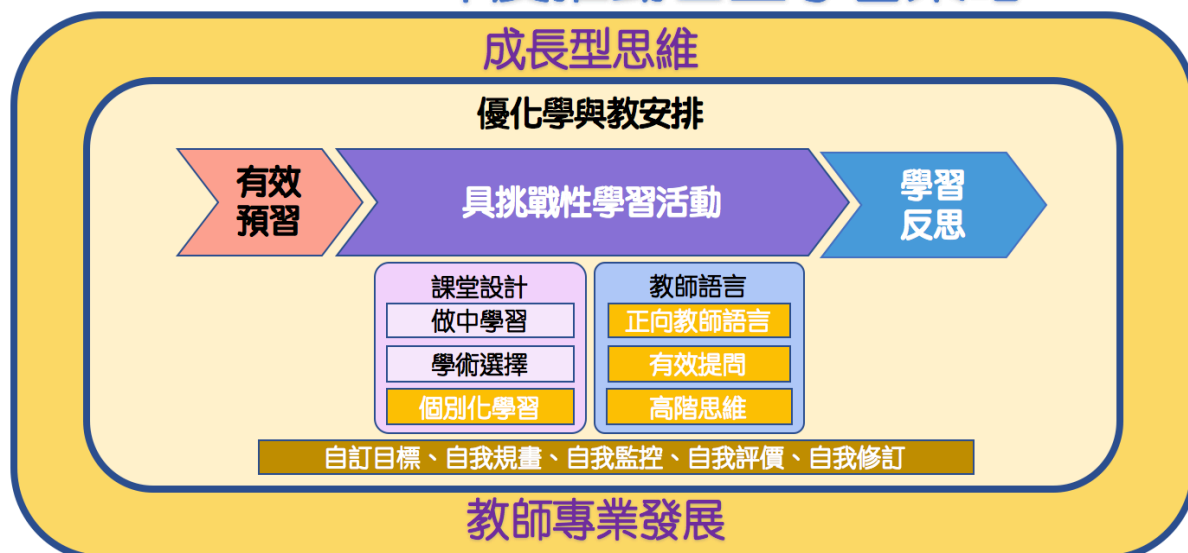 成長型思維
優化學與教安排
有效
預習
具挑戰性學習活動
學習
反思
課堂設計
做中學習
學術選擇
個別化學習
教師語言
正向教師語言
有效提問
高階思維
自訂目標、自我規畫、自我監控、自我評價、自我修訂
教師專業發展